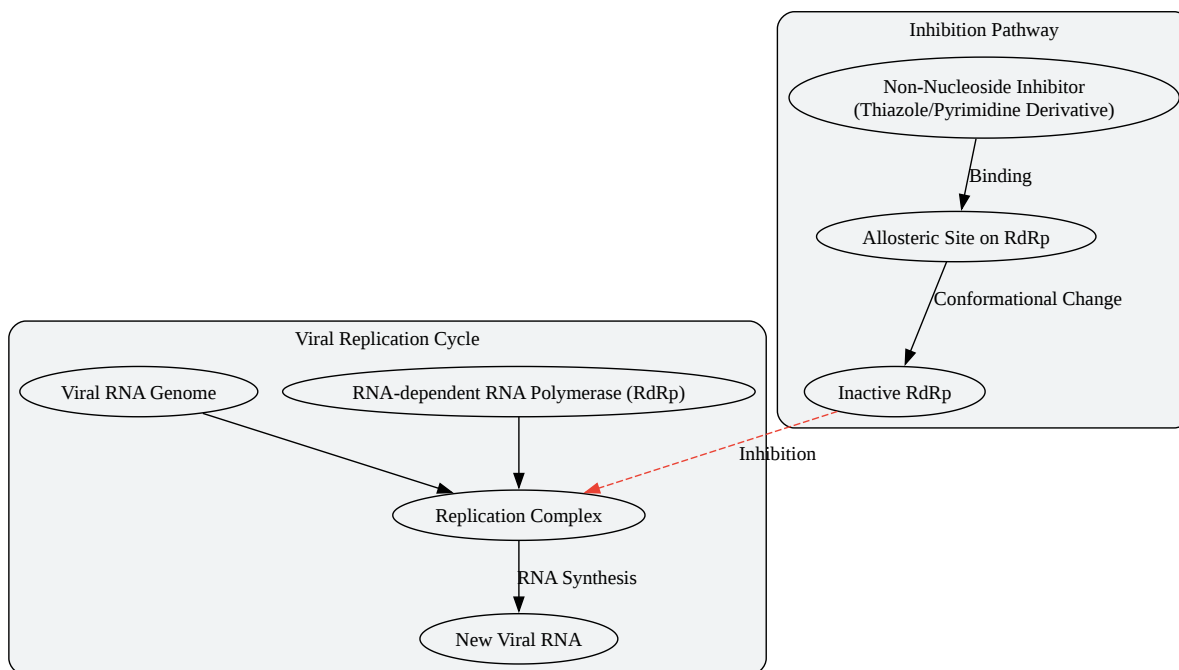 Inhibition Pathway
Non-Nucleoside Inhibitor
(Thiazole/Pyrimidine Derivative)
Binding
Allosteric Site on RdRp
Conformational Change
Inactive RdRp
Inhibition
Viral Replication Cycle
Viral RNA Genome
RNA-dependent RNA Polymerase (RdRp)
Replication Complex
RNA Synthesis
New Viral RNA